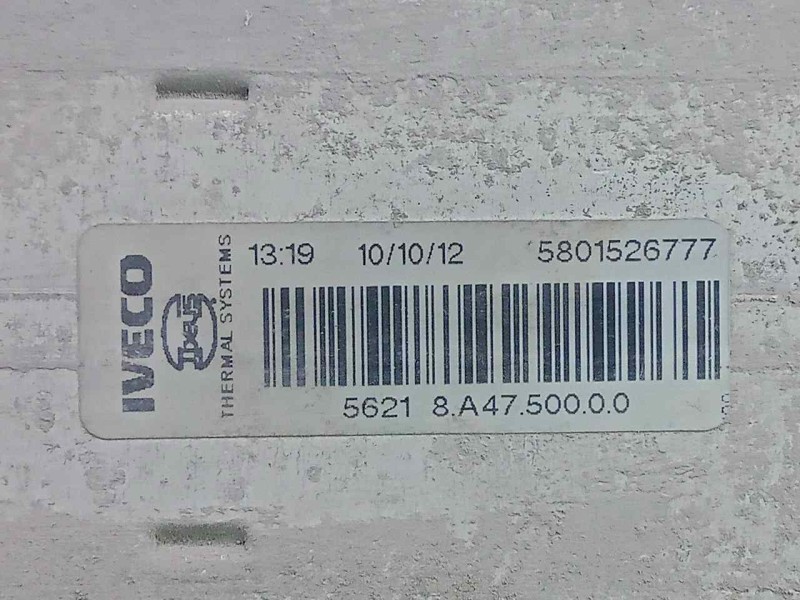 IVECO
THERMAL SYSTEMS
13:19 10/10/12 5801526777
5621 8.A47.500.0.0